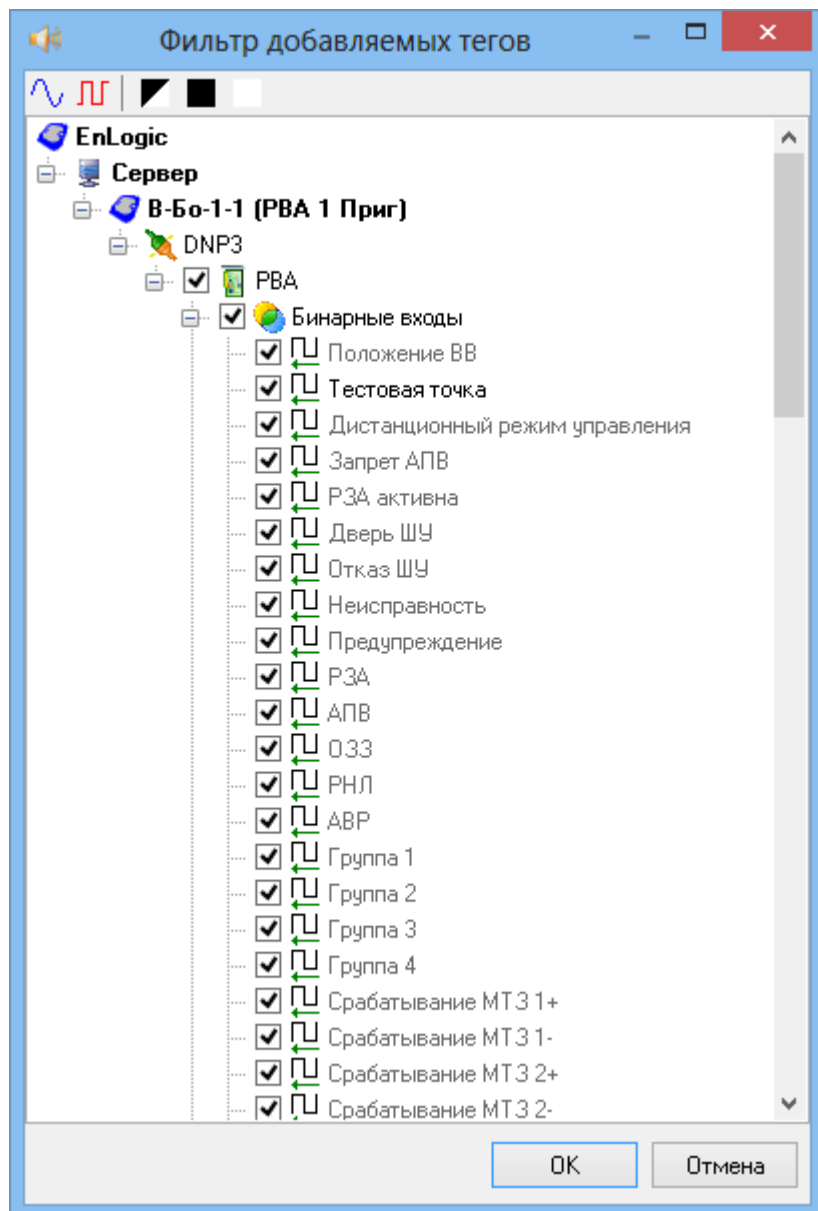 Фильтр добавляемых тегов
EnLogic
Сервер
В-Бо-1-1 (РВА 1 Приг)
DNP3
РВА
Бинарные входы
Положение ВВ
Тестовая точка
Дистанционный режим управления
Запрет АПВ
РЗА активна
Дверь ШУ
Отказ ШУ
Неисправность
Предупреждение
РЗА
АПВ
ОЗЗ
РНЛ
АВР
Группа 1
Группа 2
Группа 3
Группа 4
Срабатывание МТЗ 1+
Срабатывание МТЗ 1-
Срабатывание МТЗ 2+
Срабатывание МТЗ 2-
OK Отмена